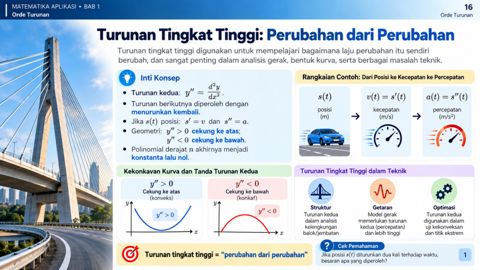 MATEMATIKA APLIKASI • BAB 1
Orde Turunan
16
Orde Turunan
Turunan Tingkat Tinggi: Perubahan dari Perubahan
Turunan tingkat tinggi digunakan untuk mempelajari bagaimana laju perubahan itu sendiri
berubah, dan sangat penting dalam analisis gerak, bentuk kurva, serta berbagai masalah teknik.
Inti Konsep
• Turunan kedua: y″ = d²y/dx².
• Turunan berikutnya diperoleh dengan
menurunkan kembali.
• Jika s(t) posisi: s′ = v dan s″ = a.
• Geometri: y″ > 0 cekung ke atas;
y″ < 0 cekung ke bawah.
• Polinomial derajat n akhirnya menjadi
konstanta lalu nol.
Rangkaian Contoh: Dari Posisi ke Kecepatan ke Percepatan
s(t)
posisi
(m)
v(t) = s′(t)
kecepatan
(m/s)
a(t) = s″(t)
percepatan
(m/s²)
Kekonkavan Kurva dan Tanda Turunan Kedua
y″ > 0
Cekung ke atas
(konveks)
y
y″ > 0
x
y″ < 0
Cekung ke bawah
(konkaf)
y
y″ < 0
x
Turunan Tingkat Tinggi dalam Teknik
Struktur
Turunan kedua
dalam analisis
kelengkungan
balok/jembatan
Getaran
Model gerak
memerlukan turunan
kedua (percepatan)
dan lebih tinggi
Optimasi
Turunan kedua
digunakan dalam
uji kekonveksan
dan titik ekstrem
Turunan tingkat tinggi = “perubahan dari perubahan”
? Cek Pemahaman
Jika posisi s(t) diturunkan dua kali terhadap waktu,
besaran apa yang diperoleh?
1